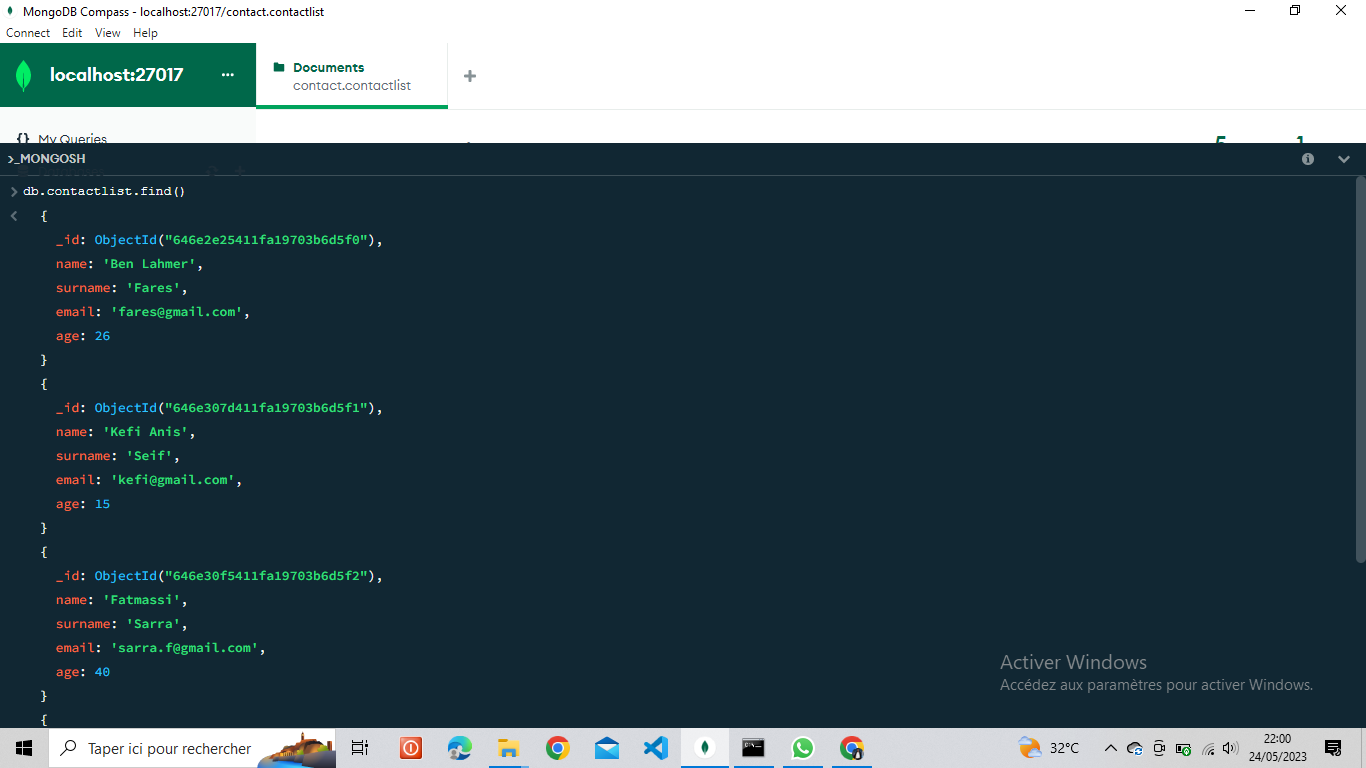 MongoDB Compass - localhost:27017/contact.contactlist
Connect Edit View Help
localhost:27017 ...
Documents
contact.contactlist
{} My Queries
5 1
>_MONGOSH
> db.contactlist.find()
< {
_id: ObjectId("646e2e25411fa19703b6d5f0"),
name: 'Ben Lahmer',
surname: 'Fares',
email: 'fares@gmail.com',
age: 26
}
{
_id: ObjectId("646e307d411fa19703b6d5f1"),
name: 'Kefi Anis',
surname: 'Seif',
email: 'kefi@gmail.com',
age: 15
}
{
_id: ObjectId("646e30f5411fa19703b6d5f2"),
name: 'Fatmassi',
surname: 'Sarra',
email: 'sarra.f@gmail.com',
age: 40
}
{
Activer Windows
Accédez aux paramètres pour activer Windows.
Taper ici pour rechercher
32°C
22:00
24/05/2023